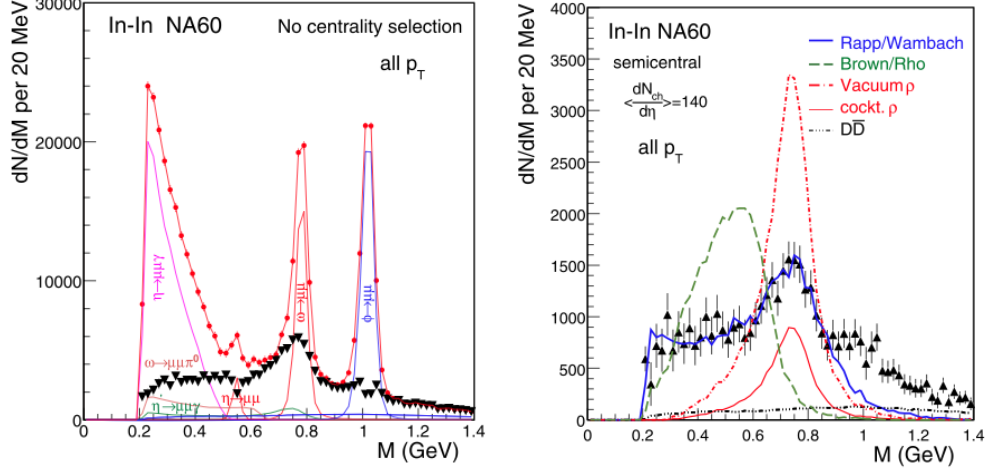 In-In NA60
No centrality selection
all pT
dN/dM per 20 MeV
30000
20000
10000
0
η→μμγ
ω→μμ
φ→μμ
ω→μμπ⁰
η'→μμγ
η→μμ
0 0.2 0.4 0.6 0.8 1 1.2 1.4
M (GeV)
In-In NA60
semicentral
<dNch/dη>=140
all pT
Rapp/Wambach
Brown/Rho
Vacuum ρ
cockt. ρ
DD̅
dN/dM per 20 MeV
4000
3500
3000
2500
2000
1500
1000
500
0
0 0.2 0.4 0.6 0.8 1 1.2 1.4
M (GeV)